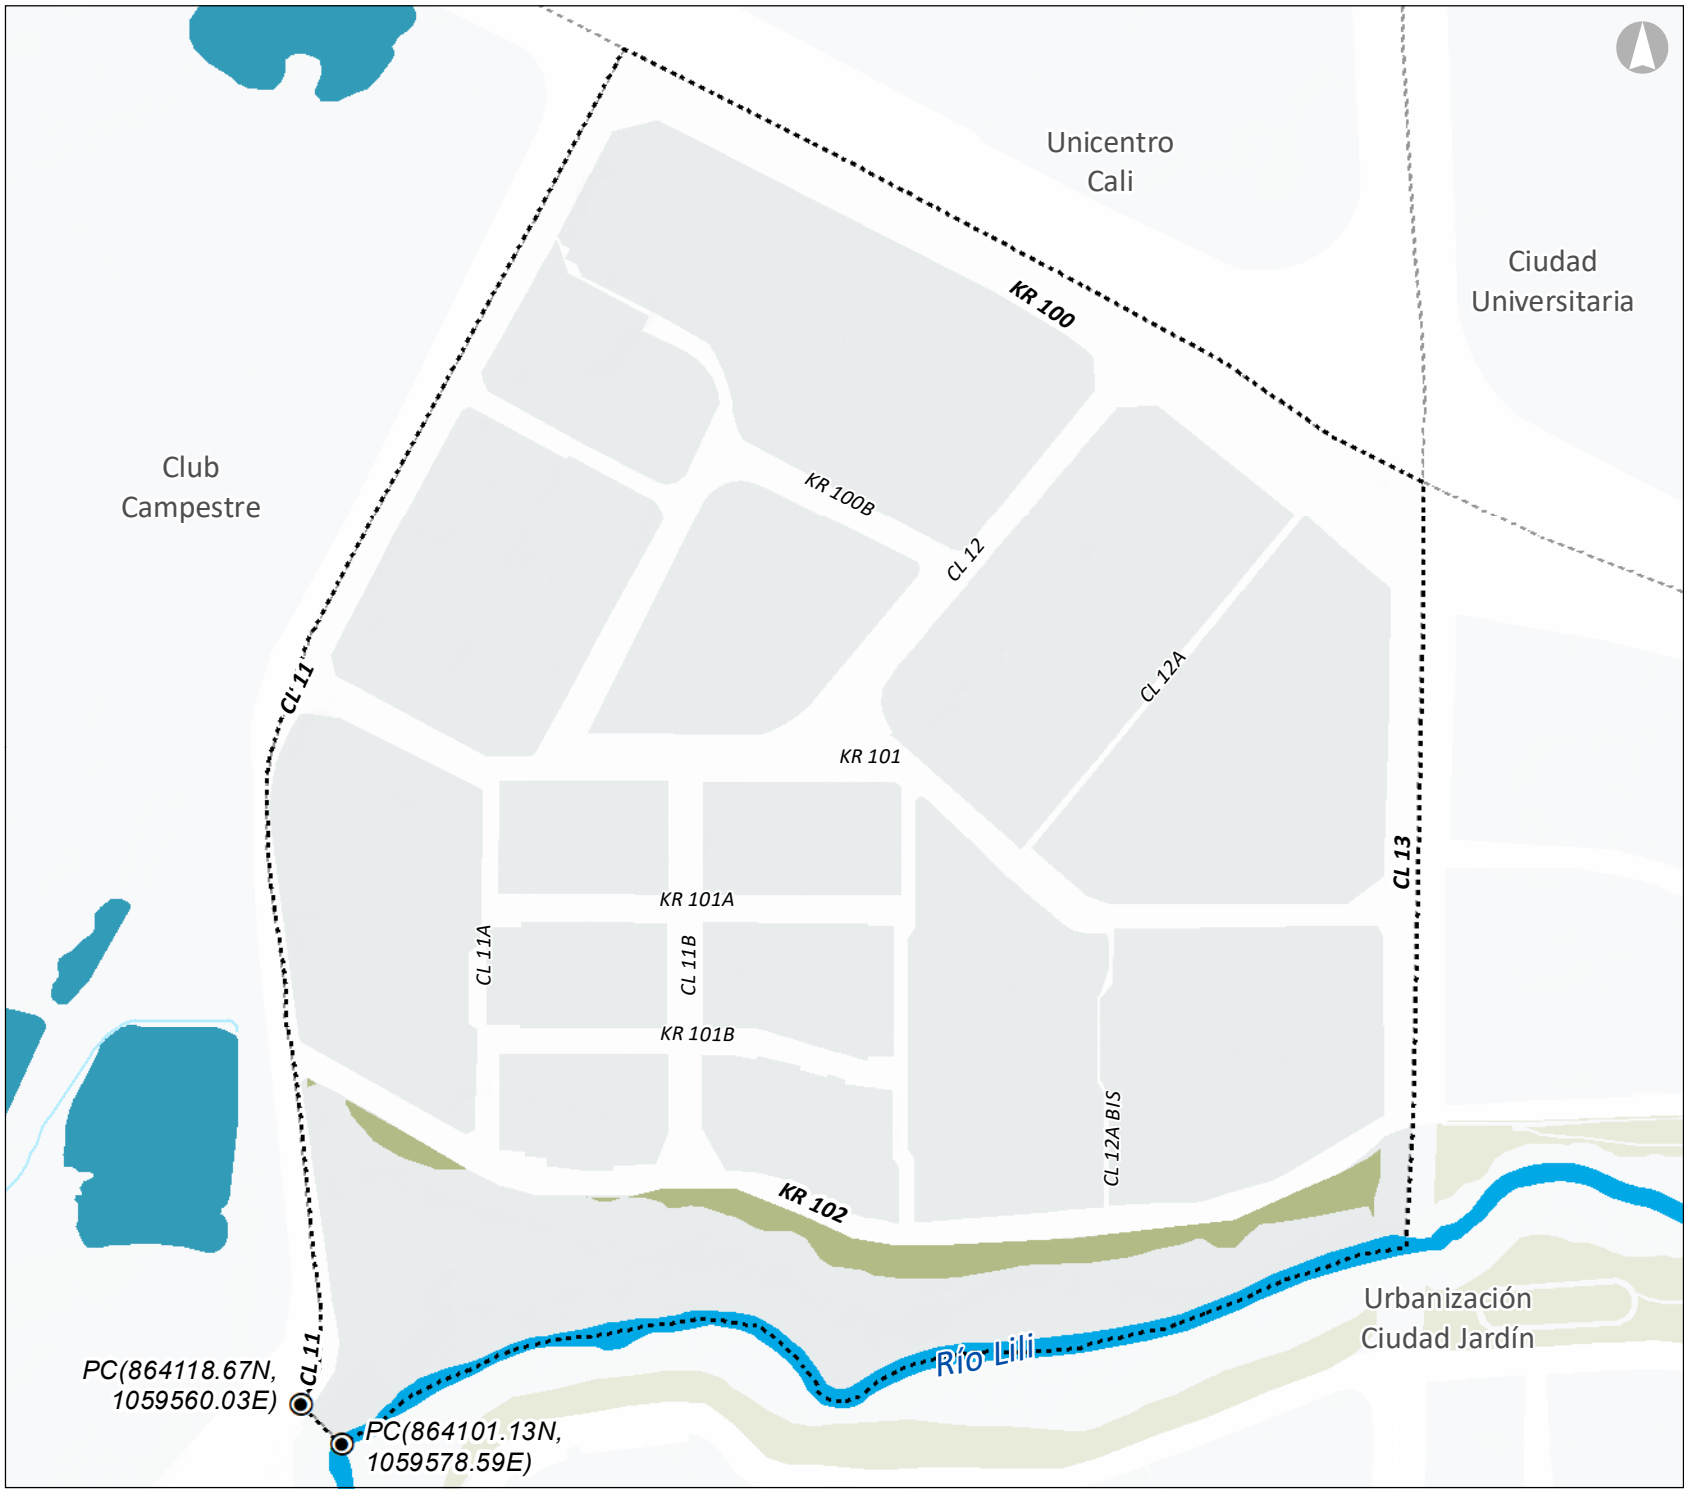 Unicentro
Cali
Ciudad
Universitaria
KR 100
Club
Campestre
KR 100B
CL 12
CL 12A
CL 11
KR 101
CL 13
KR 101A
CL 11A
CL 11B
KR 101B
CL 12A BIS
KR 102
Urbanización
Ciudad Jardín
Río Lili
CL 11
PC(864118.67N,
1059560.03E)
PC(864101.13N,
1059578.59E)